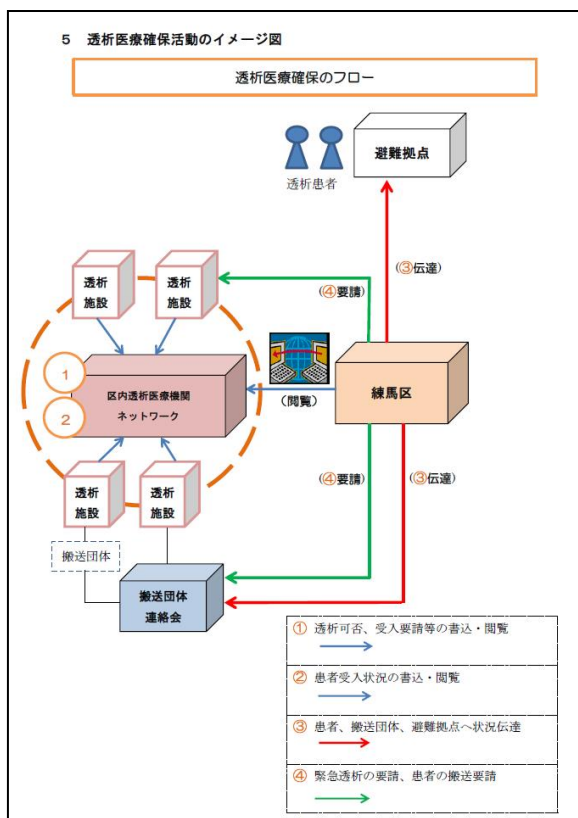 5 透析医療確保活動のイメージ図
透析医療確保のフロー
避難拠点
透析患者
透析
施設
透析
施設
(④要請)
(③伝達)
①
②
区内透析医療機関
ネットワーク
(閲覧)
練馬区
透析
施設
透析
施設
(④要請)
(③伝達)
搬送団体
搬送団体
連絡会
① 透析可否、受入要請等の書込・閲覧
② 患者受入状況の書込・閲覧
③ 患者、搬送団体、避難拠点へ状況伝達
④ 緊急透析の要請、患者の搬送要請